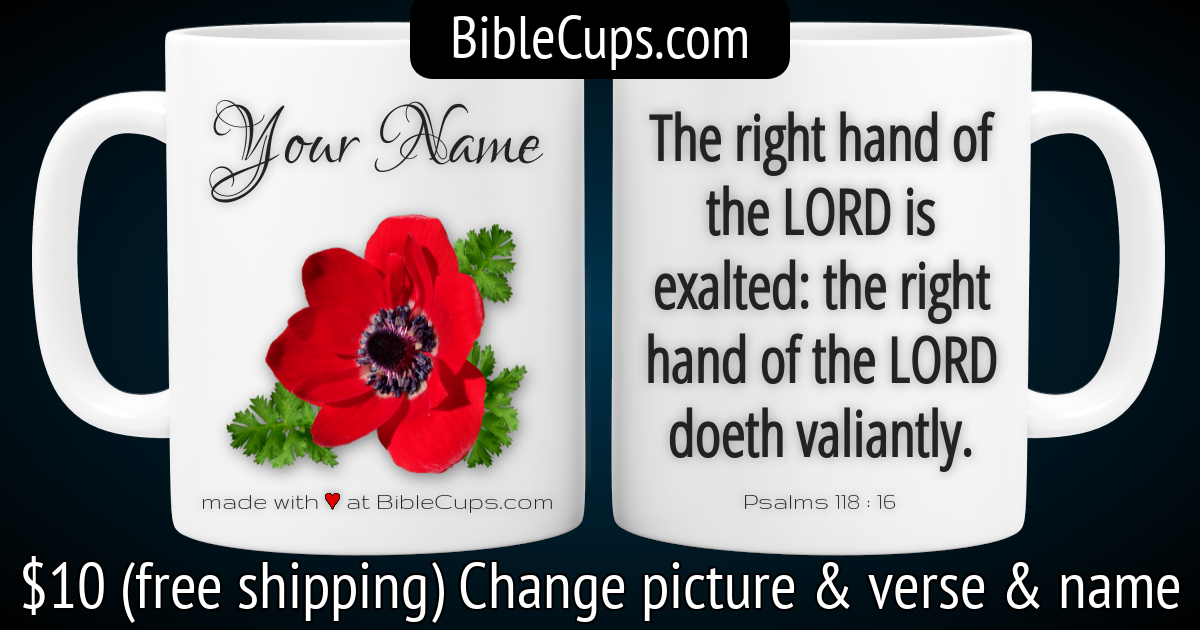 BibleCups.com
Your Name
made with ♥ at BibleCups.com
The right hand of
the LORD is
exalted: the right
hand of the LORD
doeth valiantly.
Psalms 118 : 16
$10 (free shipping) Change picture & verse & name